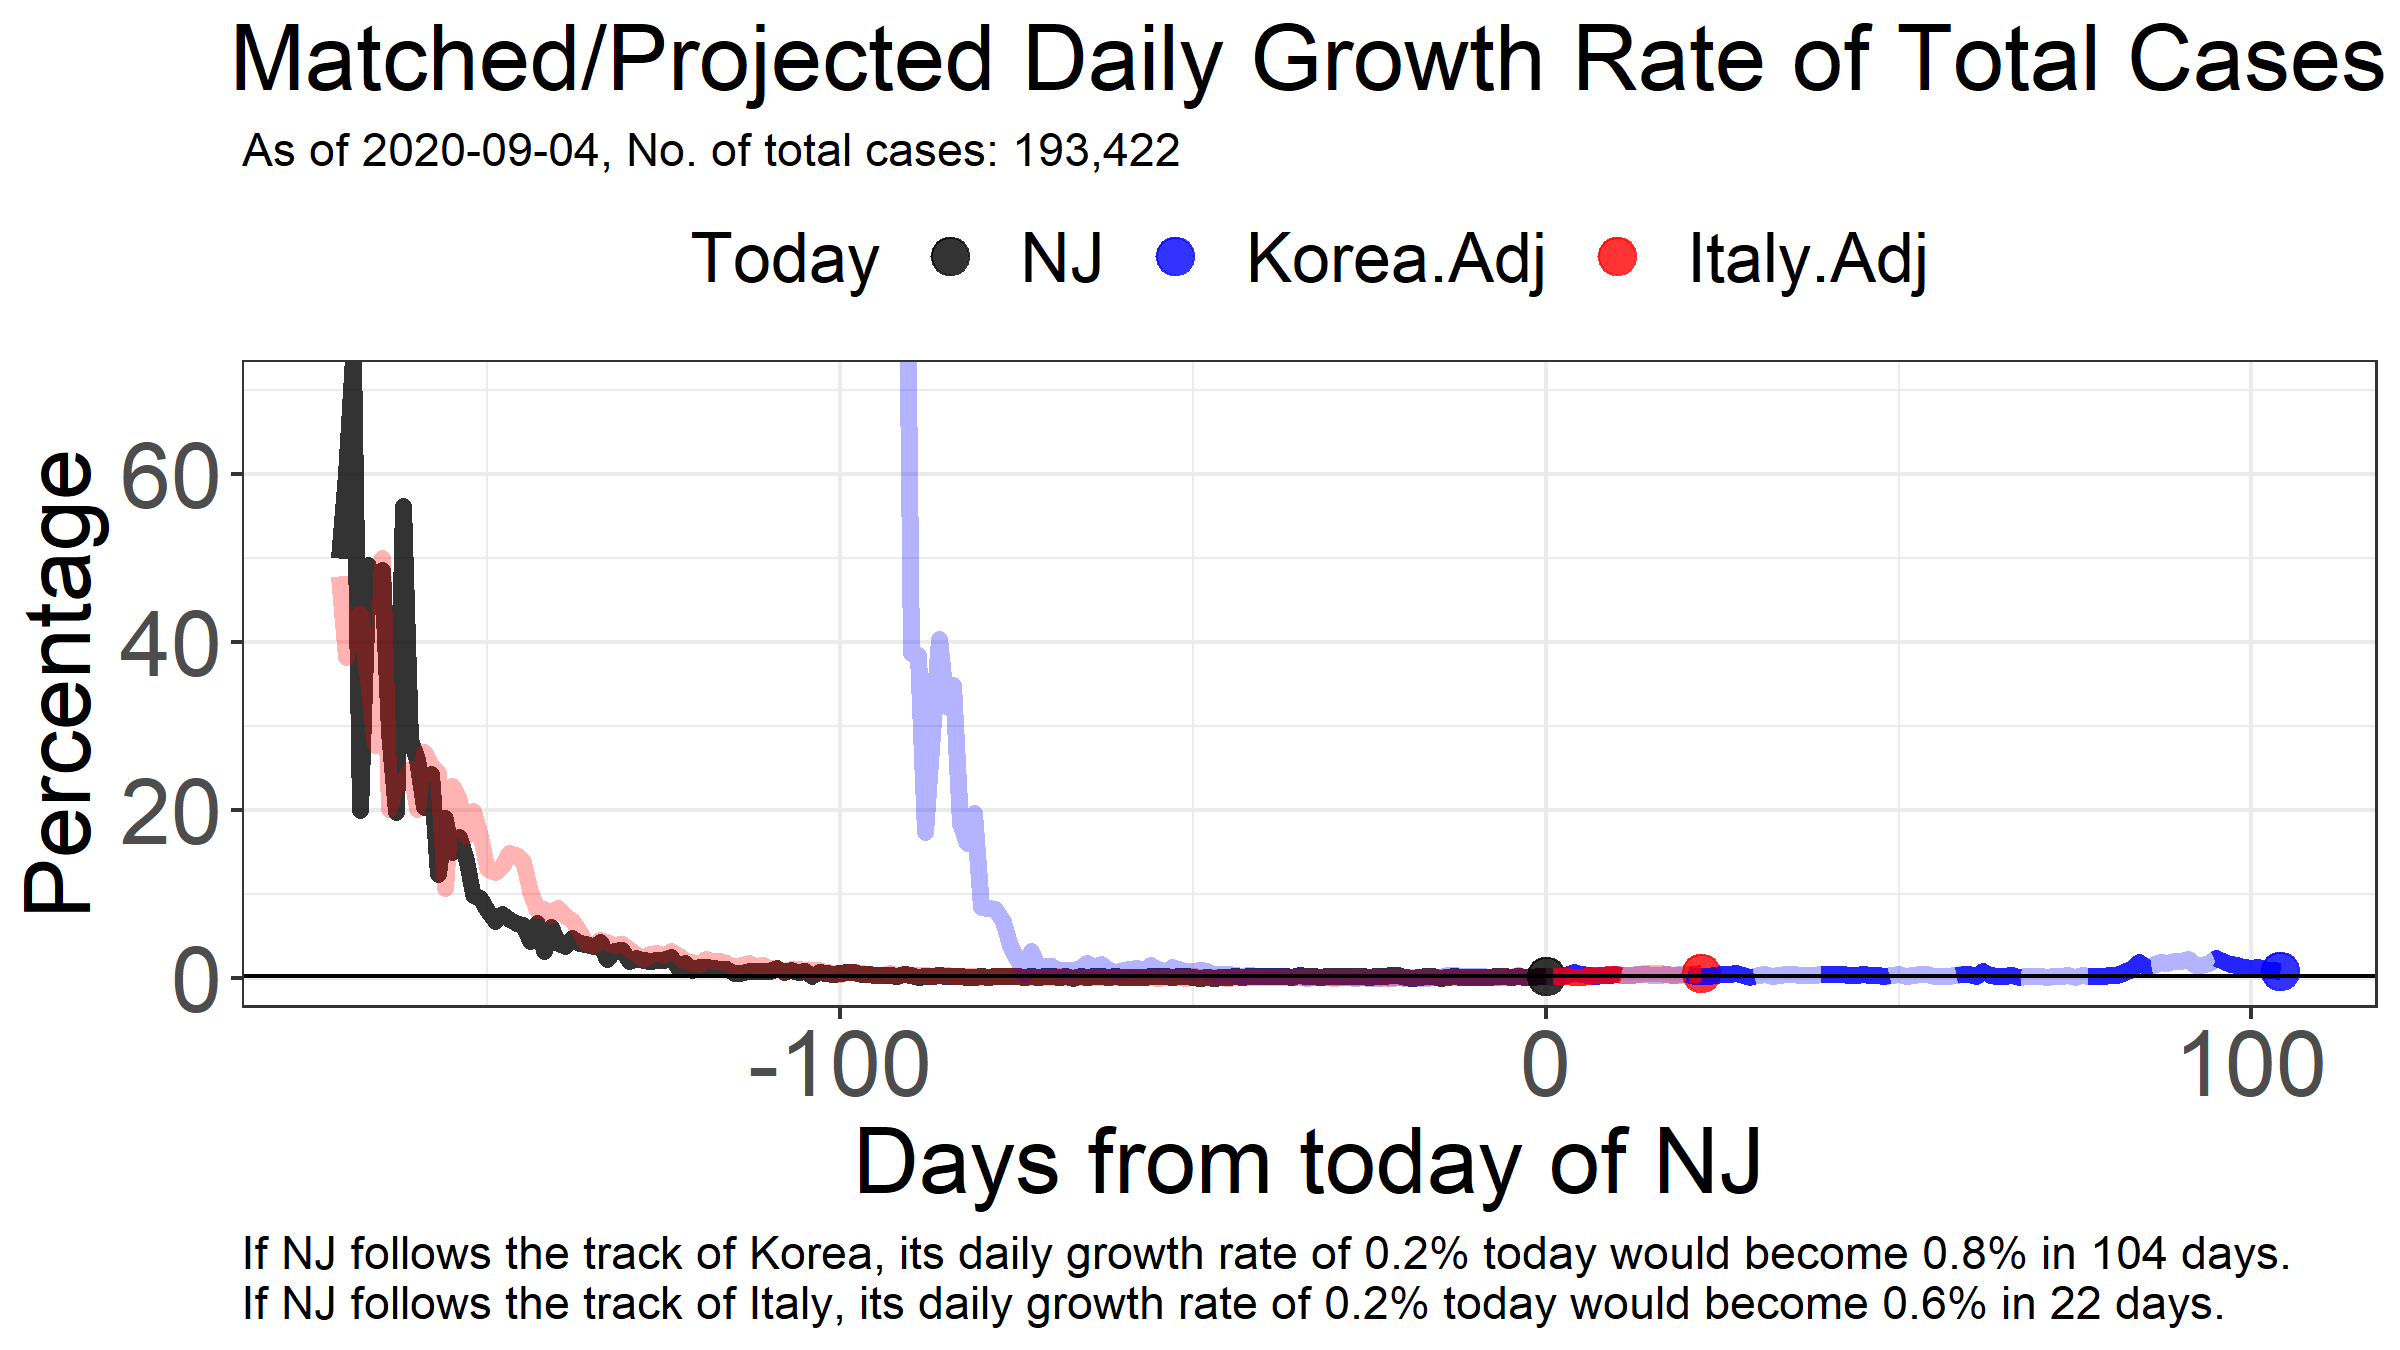 Matched/Projected Daily Growth Rate of Total Cases
As of 2020-09-04, No. of total cases: 193,422
Today NJ Korea.Adj Italy.Adj
Percentage
60
40
20
0
-100 0 100
Days from today of NJ
If NJ follows the track of Korea, its daily growth rate of 0.2% today would become 0.8% in 104 days.
If NJ follows the track of Italy, its daily growth rate of 0.2% today would become 0.6% in 22 days.